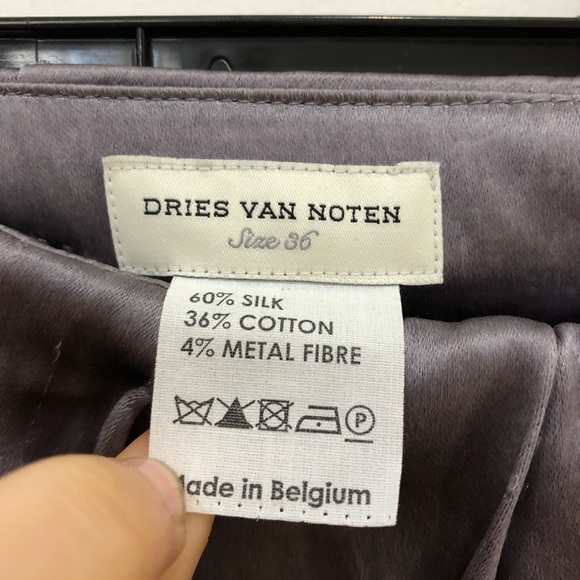 DRIES VAN NOTEN
Size 36
60% SILK
36% COTTON
4% METAL FIBRE
P
Made in Belgium